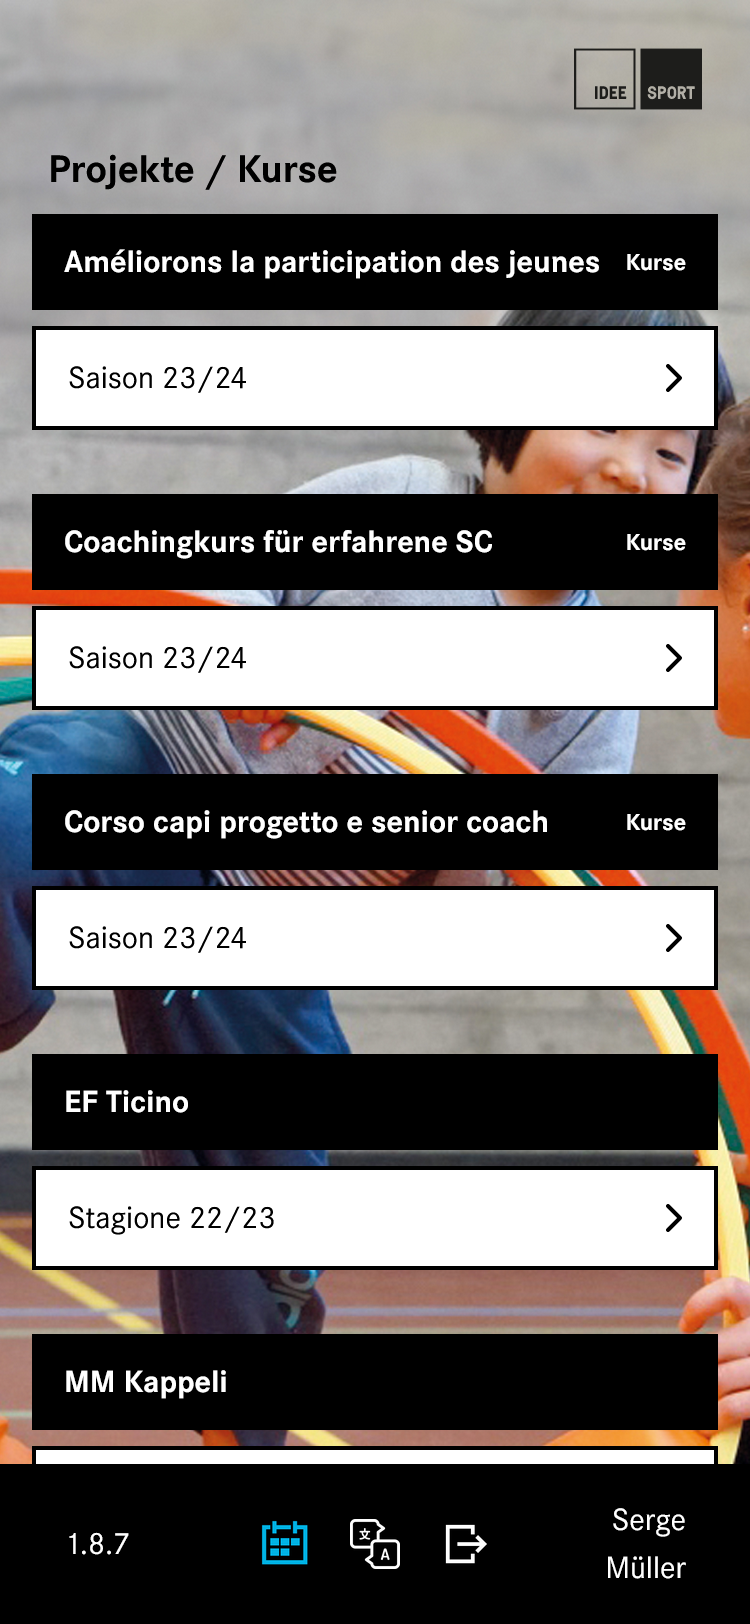 IDEE SPORT
Projekte / Kurse
Améliorons la participation des jeunes Kurse
Saison 23/24
Coachingkurs für erfahrene SC Kurse
Saison 23/24
Corso capi progetto e senior coach Kurse
Saison 23/24
EF Ticino
Stagione 22/23
MM Kappeli
1.8.7
文 A
Serge
Müller